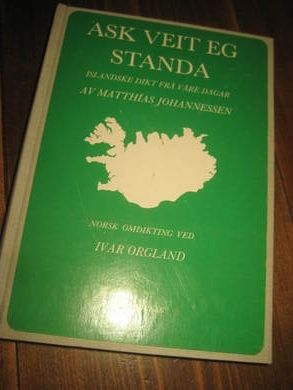 ASK VEIT EG
STANDA
ISLANDSKE DIKT FRÅ VÅRE DAGAR
AV MATTHÍAS JOHANNESSEN
NORSK OMDIKTING VED
IVAR ORGLAND